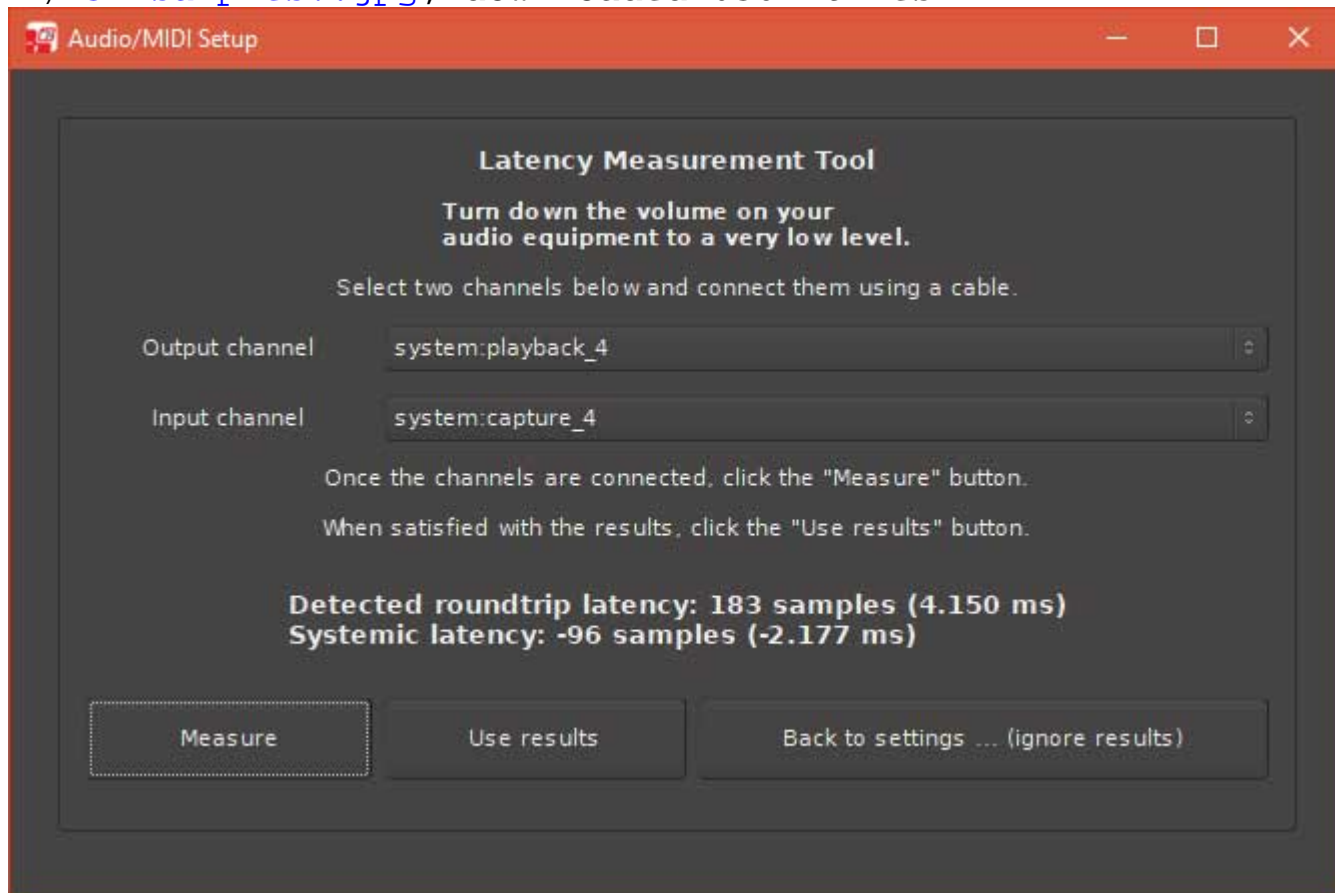 Audio/MIDI Setup
Latency Measurement Tool
Turn down the volume on your
audio equipment to a very low level.
Select two channels below and connect them using a cable.
Output channel system:playback_4
Input channel system:capture_4
Once the channels are connected, click the "Measure" button.
When satisfied with the results, click the "Use results" button.
Detected roundtrip latency: 183 samples (4.150 ms)
Systemic latency: -96 samples (-2.177 ms)
Measure Use results Back to settings ... (ignore results)